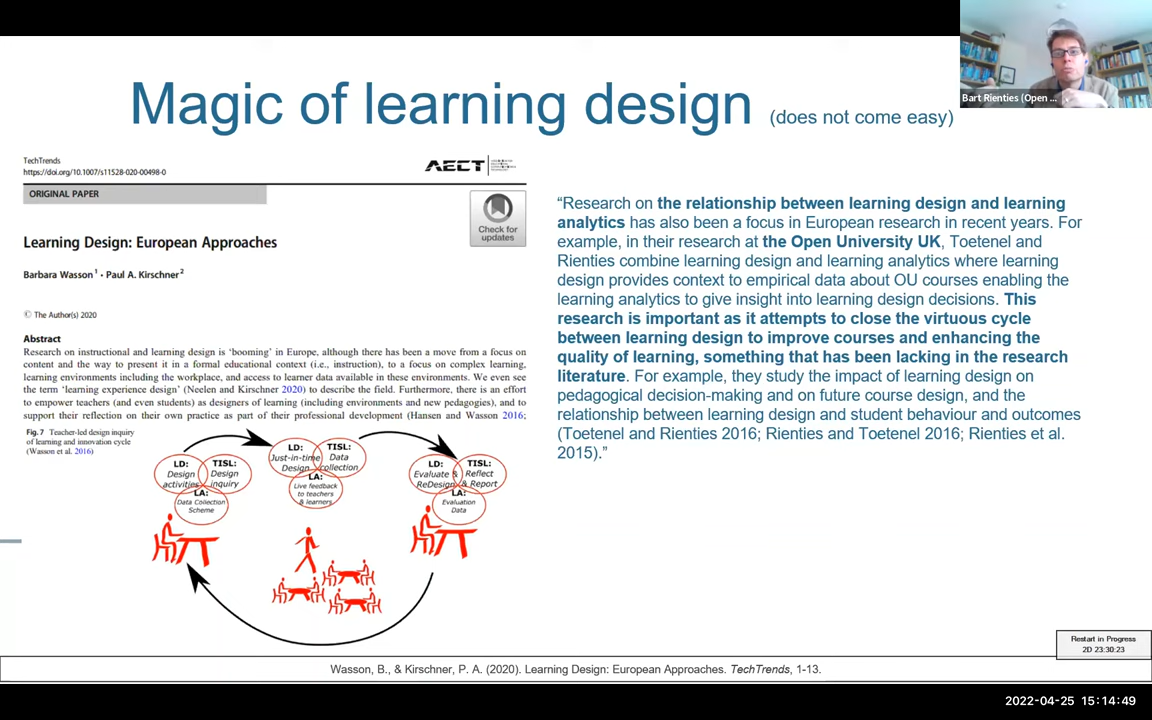 Magic of learning design (does not come easy)
Bart Rienties (Open ...
TechTrends
https://doi.org/10.1007/s11528-020-00498-0
AECT
ORIGINAL PAPER
Check for
updates
Learning Design: European Approaches
Barbara Wasson 1 · Paul A. Kirschner 2
© The Author(s) 2020
Abstract
Research on instructional and learning design is ‘booming’ in Europe, although there has been a move from a focus on
content and the way to present it in a formal educational context (i.e., instruction), to a focus on complex learning,
learning environments including the workplace, and access to learner data available in these environments. We even see
the term ‘learning experience design’ (Neelen and Kirschner 2020) to describe the field. Furthermore, there is an effort
to empower teachers (and even students) as designers of learning (including environments and new pedagogies), and to
support their reflection on their own practice as part of their professional development (Hansen and Wasson 2016;
Fig. 7 Teacher-led design inquiry
of learning and innovation cycle
(Wasson et al. 2016)
LD:
Design
activities
TISL:
Design
inquiry
LA:
Data Collection
Scheme
LD:
Just-in-time
Design
TISL:
Data
collection
LA:
Live feedback
to teachers
& learners
LD:
Evaluate &
ReDesign
TISL:
Reflect
& Report
LA:
Evaluation
Data
“Research on the relationship between learning design and learning
analytics has also been a focus in European research in recent years. For
example, in their research at the Open University UK, Toetenel and
Rienties combine learning design and learning analytics where learning
design provides context to empirical data about OU courses enabling the
learning analytics to give insight into learning design decisions. This
research is important as it attempts to close the virtuous cycle
between learning design to improve courses and enhancing the
quality of learning, something that has been lacking in the research
literature. For example, they study the impact of learning design on
pedagogical decision-making and on future course design, and the
relationship between learning design and student behaviour and outcomes
(Toetenel and Rienties 2016; Rienties and Toetenel 2016; Rienties et al.
2015).”
Restart in Progress
2D 23:30:23
Wasson, B., & Kirschner, P. A. (2020). Learning Design: European Approaches. TechTrends, 1-13.
2022-04-25 15:14:49